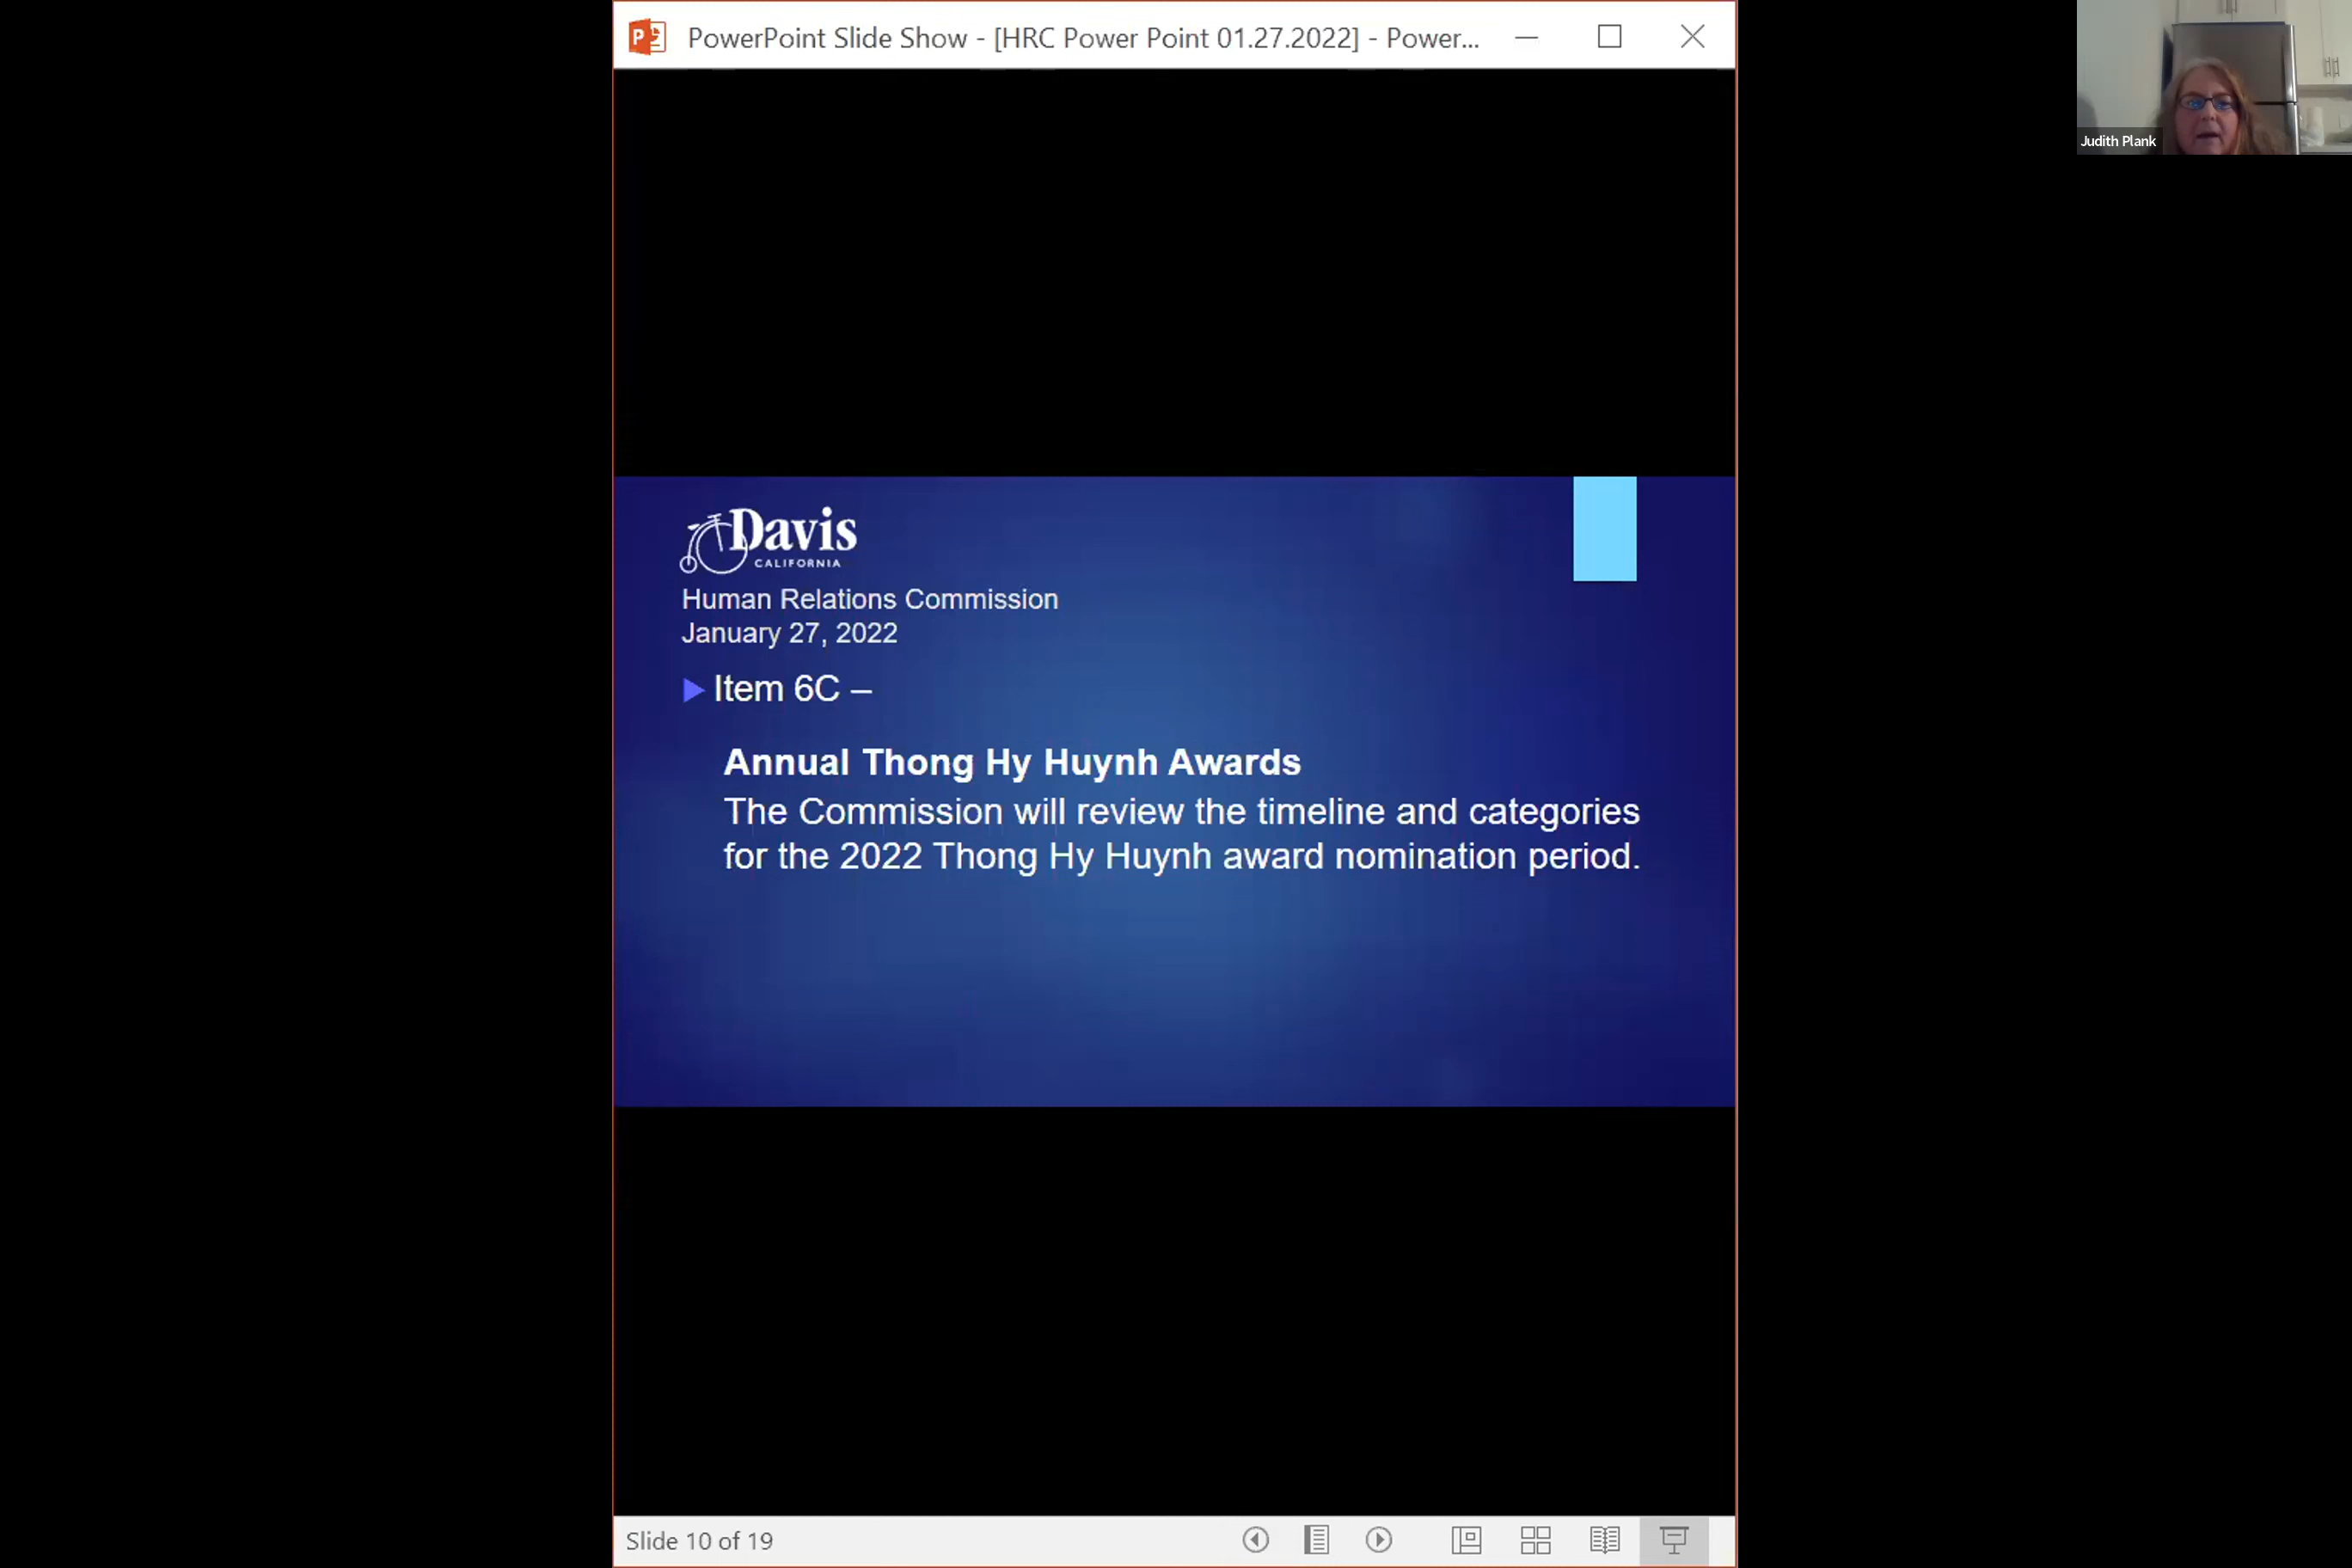 PowerPoint Slide Show - [HRC Power Point 01.27.2022] - Power...
Judith Plank
Davis
CALIFORNIA
Human Relations Commission
January 27, 2022
Item 6C –
Annual Thong Hy Huynh Awards
The Commission will review the timeline and categories
for the 2022 Thong Hy Huynh award nomination period.
Slide 10 of 19